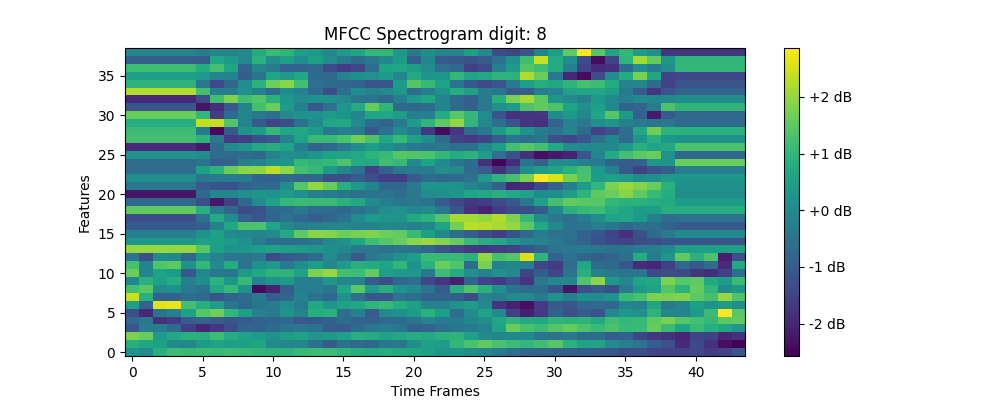 MFCC Spectrogram digit: 8
Features
35
30
25
20
15
10
5
0
0 5 10 15 20 25 30 35 40
Time Frames
+2 dB
+1 dB
+0 dB
-1 dB
-2 dB